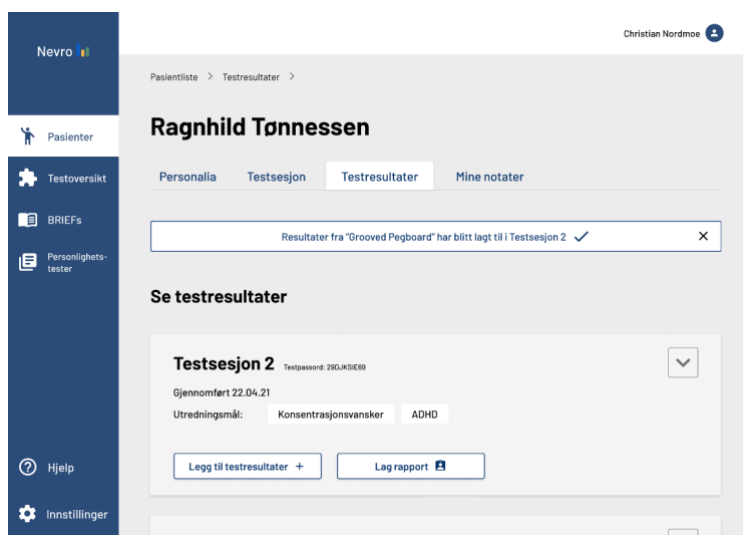 Christian Nordmoe
Nevro
Pasientliste > Testresultater >
Ragnhild Tønnessen
Pasienter
Testoversikt
BRIEFs
Personlighets-
tester
Hjelp
Innstillinger
Personalia Testsesjon Testresultater Mine notater
Resultater fra "Grooved Pegboard" har blitt lagt til i Testsesjon 2
Se testresultater
Testsesjon 2 Testpassord: 29DJKSIE89
Gjennomført 22.04.21
Utredningsmål: Konsentrasjonsvansker ADHD
Legg til testresultater + Lag rapport